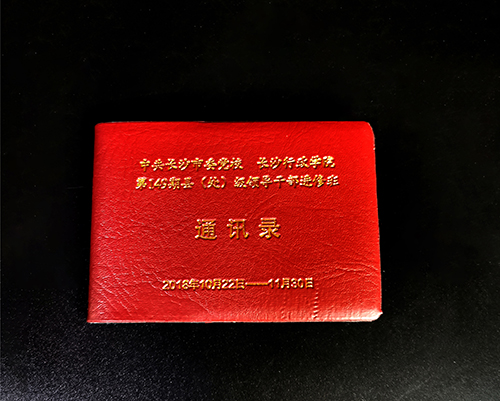 中共长沙市委党校 长沙行政学院
第149期县（处）级领导干部进修班
通讯录
2018年10月22日——11月30日